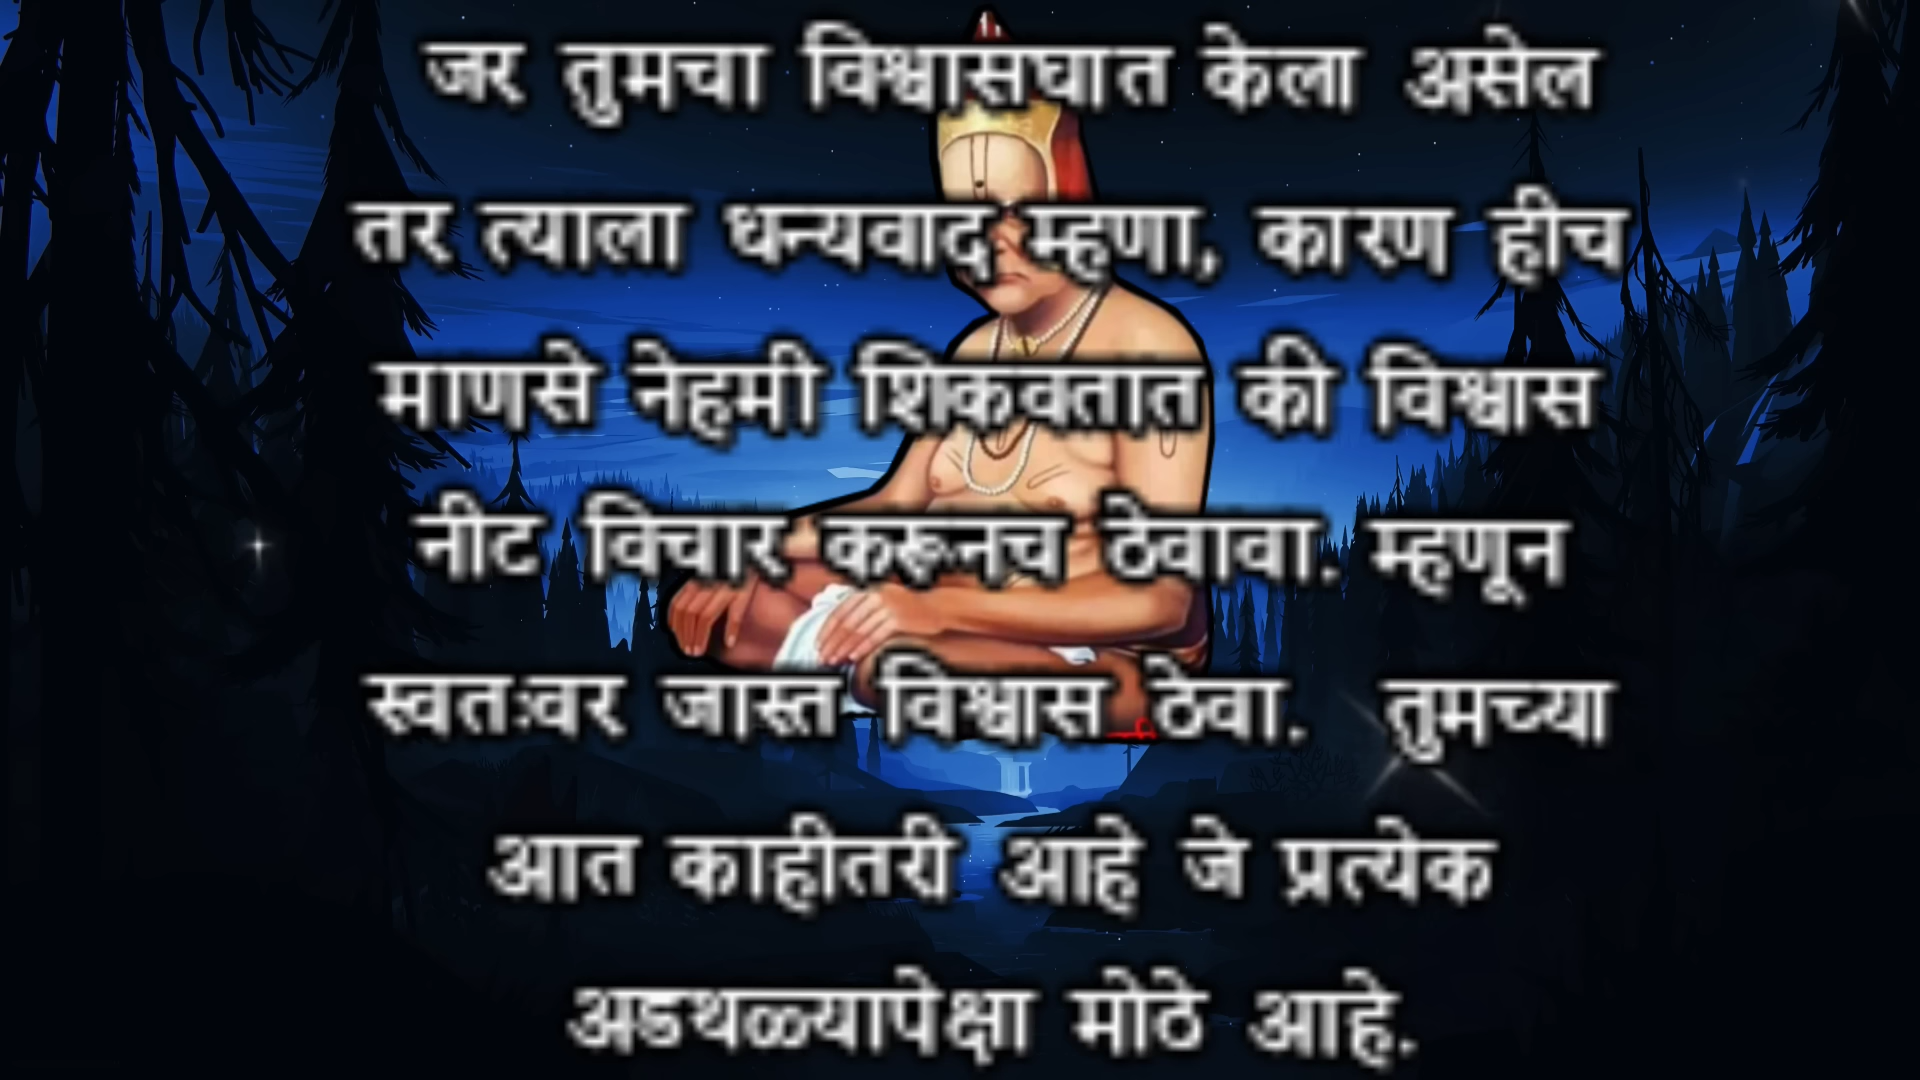 जर तुमचा विश्वासघात केला असेल
तर त्याला धन्यवाद म्हणा, कारण हीच
माणसे नेहमी शिकवतात की विश्वास
नीट विचार करूनच ठेवावा. म्हणून
स्वतःवर जास्त विश्वास ठेवा. तुमच्या
आत काहीतरी आहे जे प्रत्येक
अडथळ्यापेक्षा मोठे आहे.